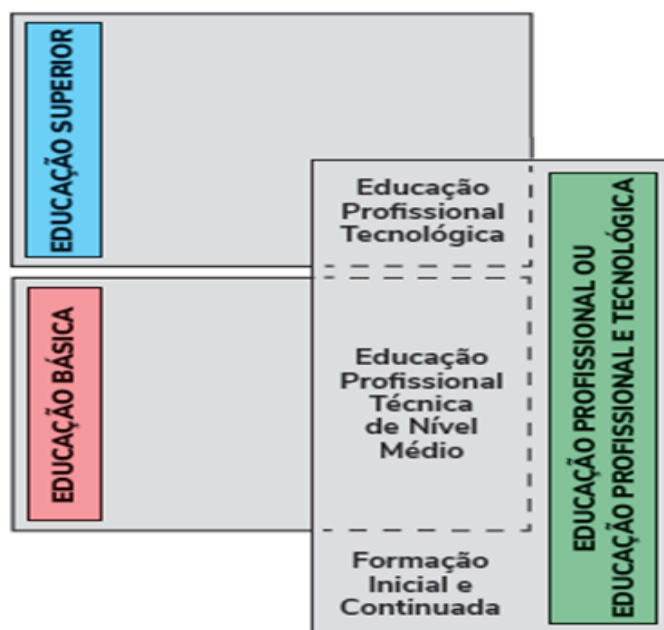 EDUCAÇÃO SUPERIOR
Educação
Profissional
Tecnológica
EDUCAÇÃO BÁSICA
Educação
Profissional
Técnica
de Nível
Médio
Formação
Inicial e
Continuada
EDUCAÇÃO PROFISSIONAL OU
EDUCAÇÃO PROFISSIONAL E TECNOLÓGICA